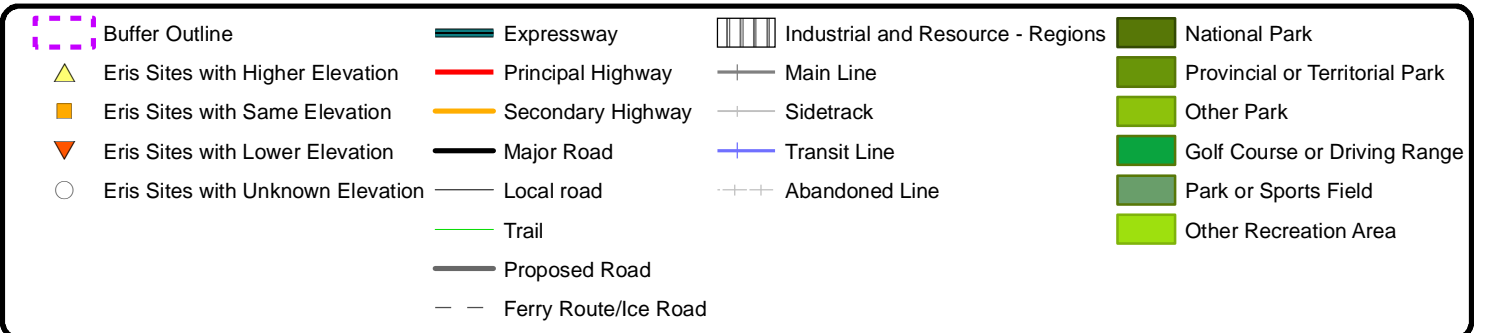 Buffer Outline
Eris Sites with Higher Elevation
Eris Sites with Same Elevation
Eris Sites with Lower Elevation
Eris Sites with Unknown Elevation
Expressway
Principal Highway
Secondary Highway
Major Road
Local road
Trail
Proposed Road
Ferry Route/Ice Road
Industrial and Resource - Regions
Main Line
Sidetrack
Transit Line
Abandoned Line
National Park
Provincial or Territorial Park
Other Park
Golf Course or Driving Range
Park or Sports Field
Other Recreation Area